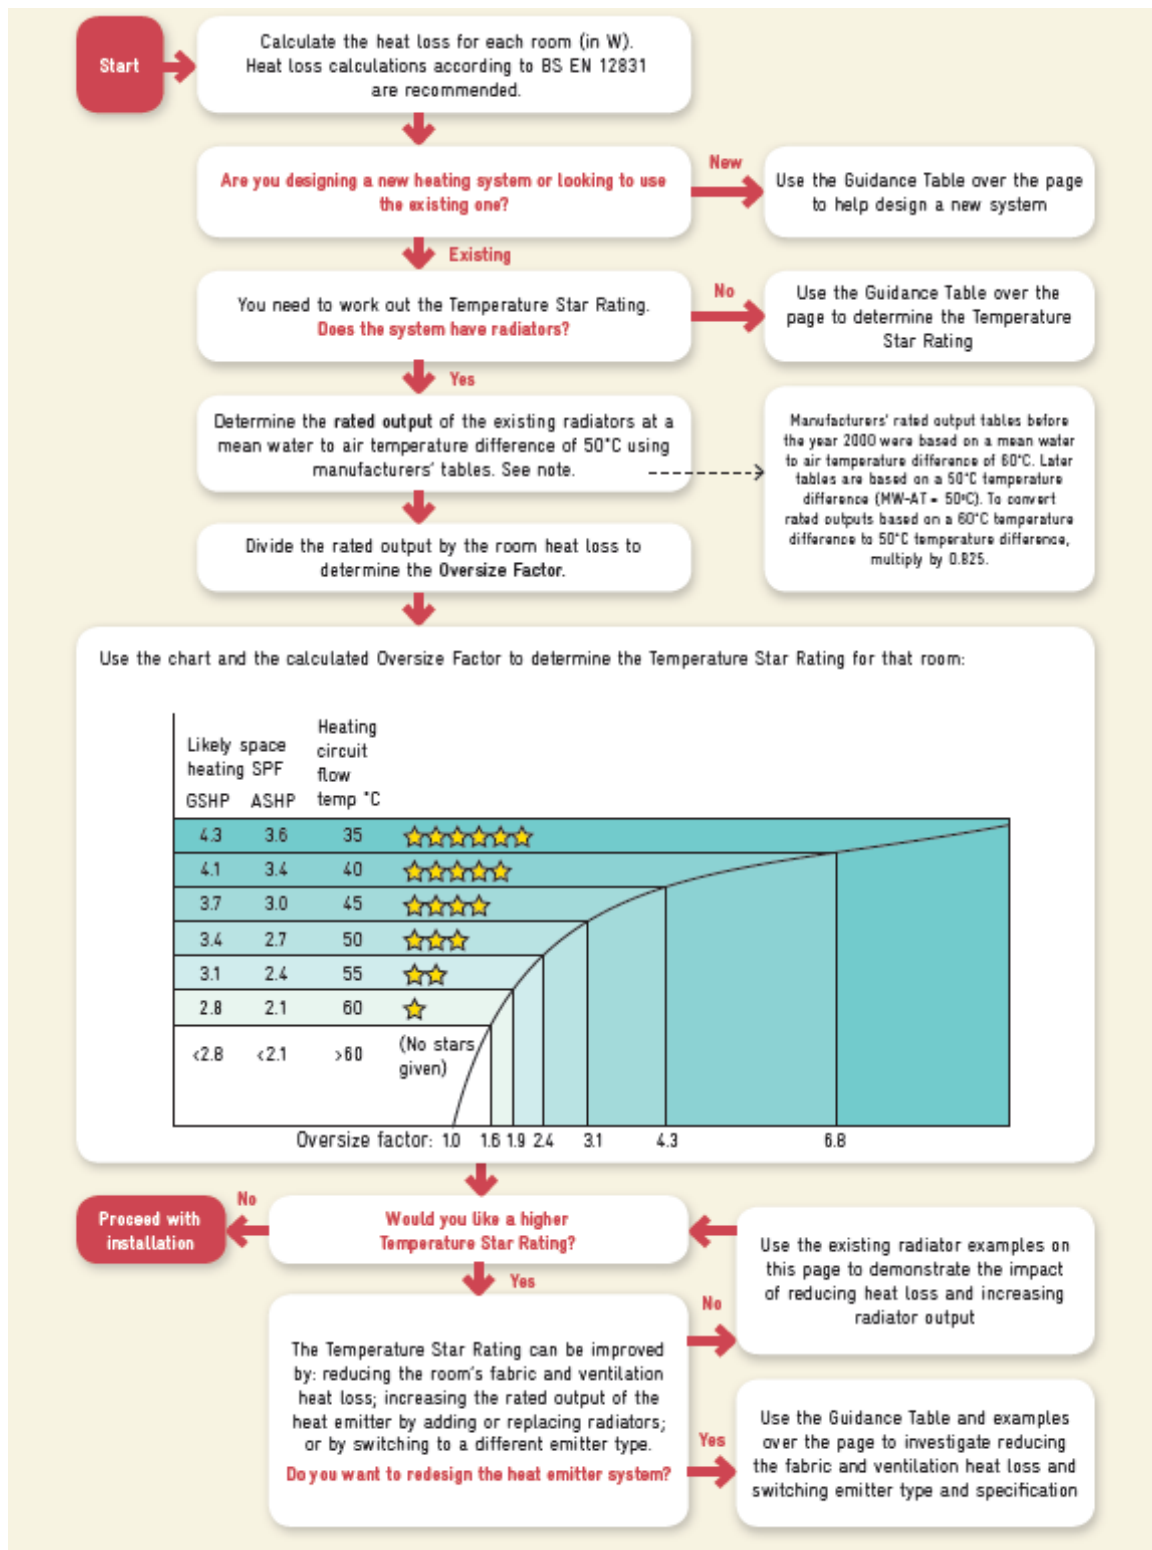 Start
Calculate the heat loss for each room (in W).
Heat loss calculations according to BS EN 12831
are recommended.
Are you designing a new heating system or looking to use
the existing one?
New
Use the Guidance Table over the page
to help design a new system
Existing
You need to work out the Temperature Star Rating.
Does the system have radiators?
No
Use the Guidance Table over the
page to determine the Temperature
Star Rating
Yes
Determine the rated output of the existing radiators at a
mean water to air temperature difference of 50°C using
manufacturers' tables. See note.
Manufacturers' rated output tables before
the year 2000 were based on a mean water
to air temperature difference of 60°C. Later
tables are based on a 50°C temperature
difference (MW-AT = 50ºC). To convert
rated outputs based on a 60°C temperature
difference to 50°C temperature difference,
multiply by 0.825.
Divide the rated output by the room heat loss to
determine the Oversize Factor.
Use the chart and the calculated Oversize Factor to determine the Temperature Star Rating for that room:
Likely space
heating SPF
GSHP ASHP
Heating
circuit
flow
temp °C
4.3 3.6 35
4.1 3.4 40
3.7 3.0 45
3.4 2.7 50
3.1 2.4 55
2.8 2.1 60
<2.8 <2.1 >60
(No stars
given)
Oversize factor: 1.0 1.6 1.9 2.4 3.1 4.3 6.8
Would you like a higher
Temperature Star Rating?
No
Proceed with
installation
Yes
The Temperature Star Rating can be improved
by: reducing the room's fabric and ventilation
heat loss; increasing the rated output of the
heat emitter by adding or replacing radiators;
or by switching to a different emitter type.
Do you want to redesign the heat emitter system?
No
Use the existing radiator examples on
this page to demonstrate the impact
of reducing heat loss and increasing
radiator output
Yes
Use the Guidance Table and examples
over the page to investigate reducing
the fabric and ventilation heat loss and
switching emitter type and specification